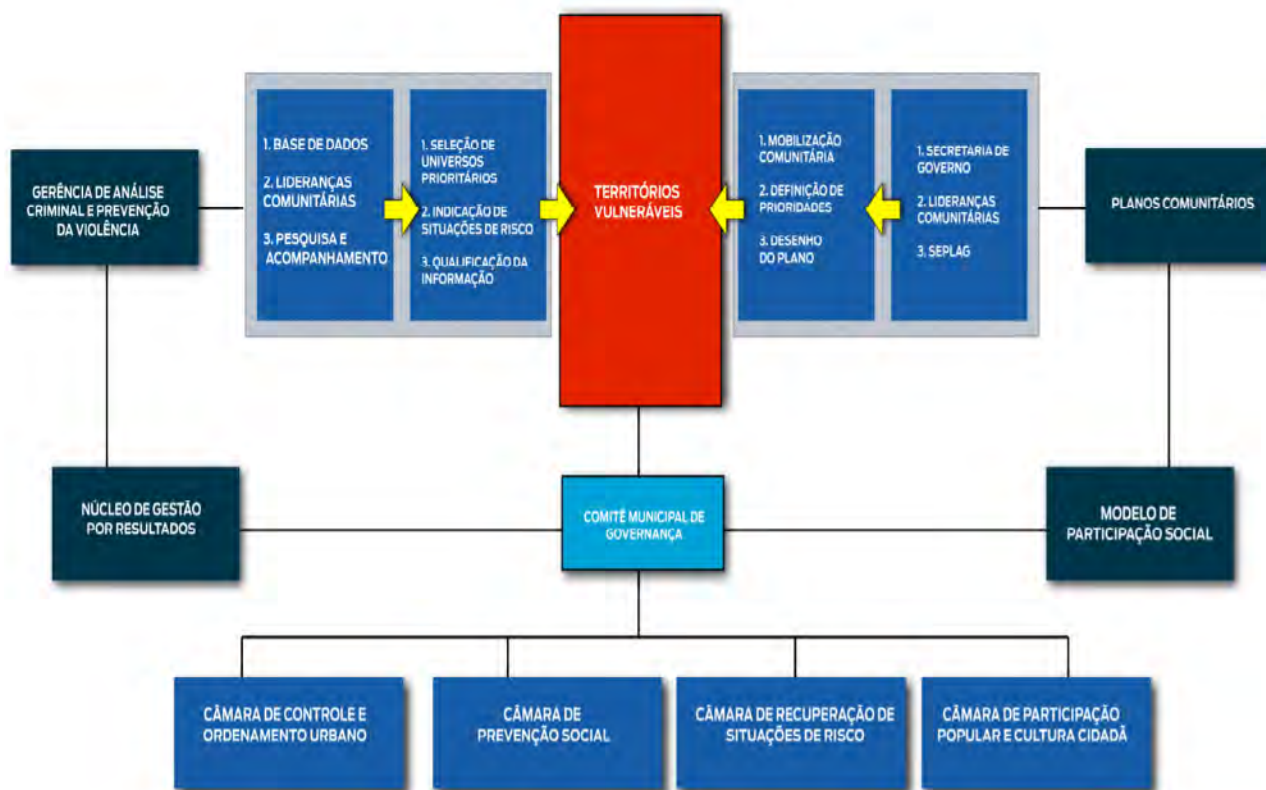 GERÊNCIA DE ANÁLISE
CRIMINAL E PREVENÇÃO
DA VIOLÊNCIA
1. BASE DE DADOS
2. LIDERANÇAS
COMUNITÁRIAS
3. PESQUISA E
ACOMPANHAMENTO
1. SELEÇÃO DE
UNIVERSOS
PRIORITÁRIOS
2. INDICAÇÃO DE
SITUAÇÕES DE RISCO
3. QUALIFICAÇÃO DA
INFORMAÇÃO
TERRITÓRIOS
VULNERÁVEIS
1. MOBILIZAÇÃO
COMUNITÁRIA
2. DEFINIÇÃO DE
PRIORIDADES
3. DESENHO
DO PLANO
1. SECRETARIA DE
GOVERNO
2. LIDERANÇAS
COMUNITÁRIAS
3. SEPLAG
PLANOS COMUNITÁRIOS
NÚCLEO DE GESTÃO
POR RESULTADOS
COMITÊ MUNICIPAL DE
GOVERNANÇA
MODELO DE
PARTICIPAÇÃO SOCIAL
CÂMARA DE CONTROLE E
ORDENAMENTO URBANO
CÂMARA DE
PREVENÇÃO SOCIAL
CÂMARA DE RECUPERAÇÃO DE
SITUAÇÕES DE RISCO
CÂMARA DE PARTICIPAÇÃO
POPULAR E CULTURA CIDADÃ